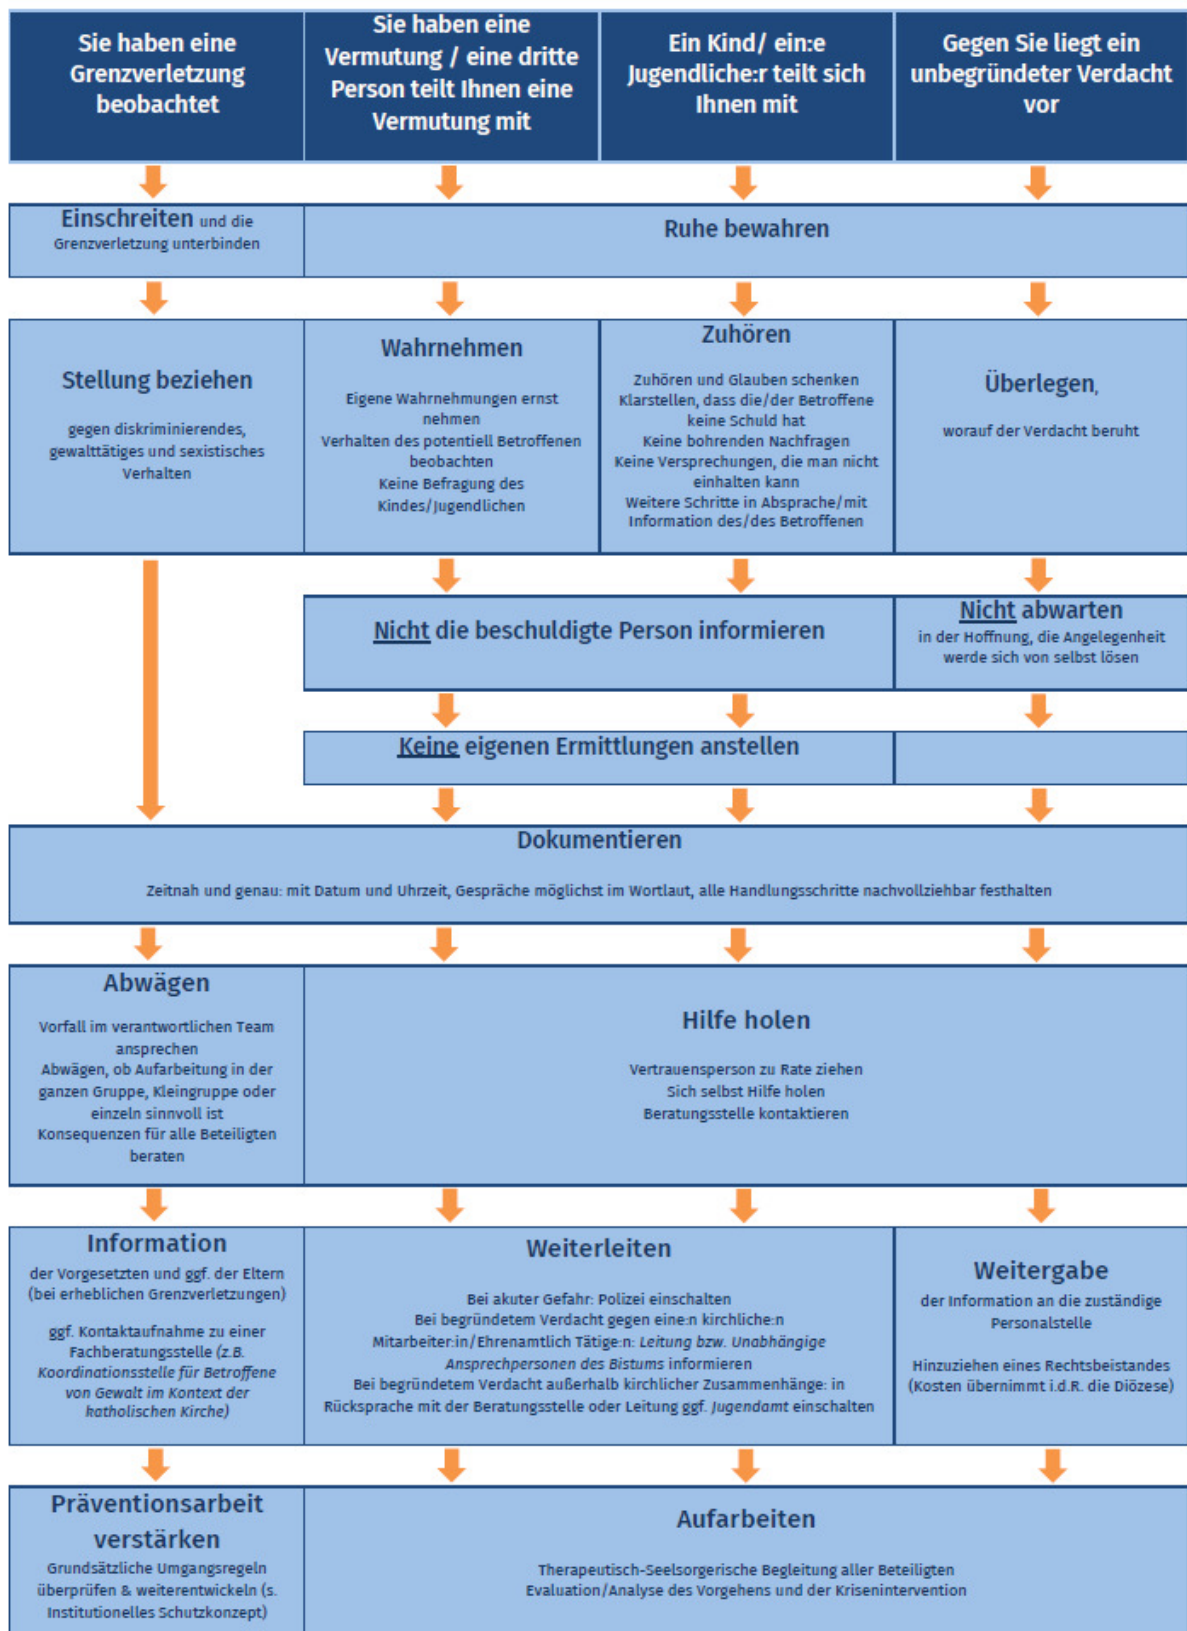 Sie haben eine
Grenzverletzung
beobachtet
Sie haben eine
Vermutung / eine dritte
Person teilt Ihnen eine
Vermutung mit
Ein Kind/ ein:e
Jugendliche:r teilt sich
Ihnen mit
Gegen Sie liegt ein
unbegründeter Verdacht
vor
Einschreiten und die
Grenzverletzung unterbinden
Ruhe bewahren
Stellung beziehen
gegen diskriminierendes,
gewalttätiges und sexistisches
Verhalten
Wahrnehmen
Eigene Wahrnehmungen ernst
nehmen
Verhalten des potentiell Betroffenen
beobachten
Keine Befragung des
Kindes/Jugendlichen
Zuhören
Zuhören und Glauben schenken
Klarstellen, dass die/der Betroffene
keine Schuld hat
Keine bohrenden Nachfragen
Keine Versprechungen, die man nicht
einhalten kann
Weitere Schritte in Absprache/mit
Information des/des Betroffenen
Überlegen,
worauf der Verdacht beruht
Nicht die beschuldigte Person informieren
Nicht abwarten
in der Hoffnung, die Angelegenheit
werde sich von selbst lösen
Keine eigenen Ermittlungen anstellen
Dokumentieren
Zeitnah und genau: mit Datum und Uhrzeit, Gespräche möglichst im Wortlaut, alle Handlungsschritte nachvollziehbar festhalten
Abwägen
Vorfall im verantwortlichen Team
ansprechen
Abwägen, ob Aufarbeitung in der
ganzen Gruppe, Kleingruppe oder
einzeln sinnvoll ist
Konsequenzen für alle Beteiligten
beraten
Hilfe holen
Vertrauensperson zu Rate ziehen
Sich selbst Hilfe holen
Beratungsstelle kontaktieren
Information
der Vorgesetzten und ggf. der Eltern
(bei erheblichen Grenzverletzungen)
ggf. Kontaktaufnahme zu einer
Fachberatungsstelle (z.B.
Koordinationsstelle für Betroffene
von Gewalt im Kontext der
katholischen Kirche)
Weiterleiten
Bei akuter Gefahr: Polizei einschalten
Bei begründetem Verdacht gegen eine:n kirchliche:n
Mitarbeiter:in/Ehrenamtlich Tätige:n: Leitung bzw. Unabhängige
Ansprechpersonen des Bistums informieren
Bei begründetem Verdacht außerhalb kirchlicher Zusammenhänge: in
Rücksprache mit der Beratungsstelle oder Leitung ggf. Jugendamt einschalten
Weitergabe
der Information an die zuständige
Personalstelle
Hinzuziehen eines Rechtsbeistandes
(Kosten übernimmt i.d.R. die Diözese)
Präventionsarbeit
verstärken
Grundsätzliche Umgangsregeln
überprüfen & weiterentwickeln (s.
Institutionelles Schutzkonzept)
Aufarbeiten
Therapeutisch-Seelsorgerische Begleitung aller Beteiligten
Evaluation/Analyse des Vorgehens und der Krisenintervention